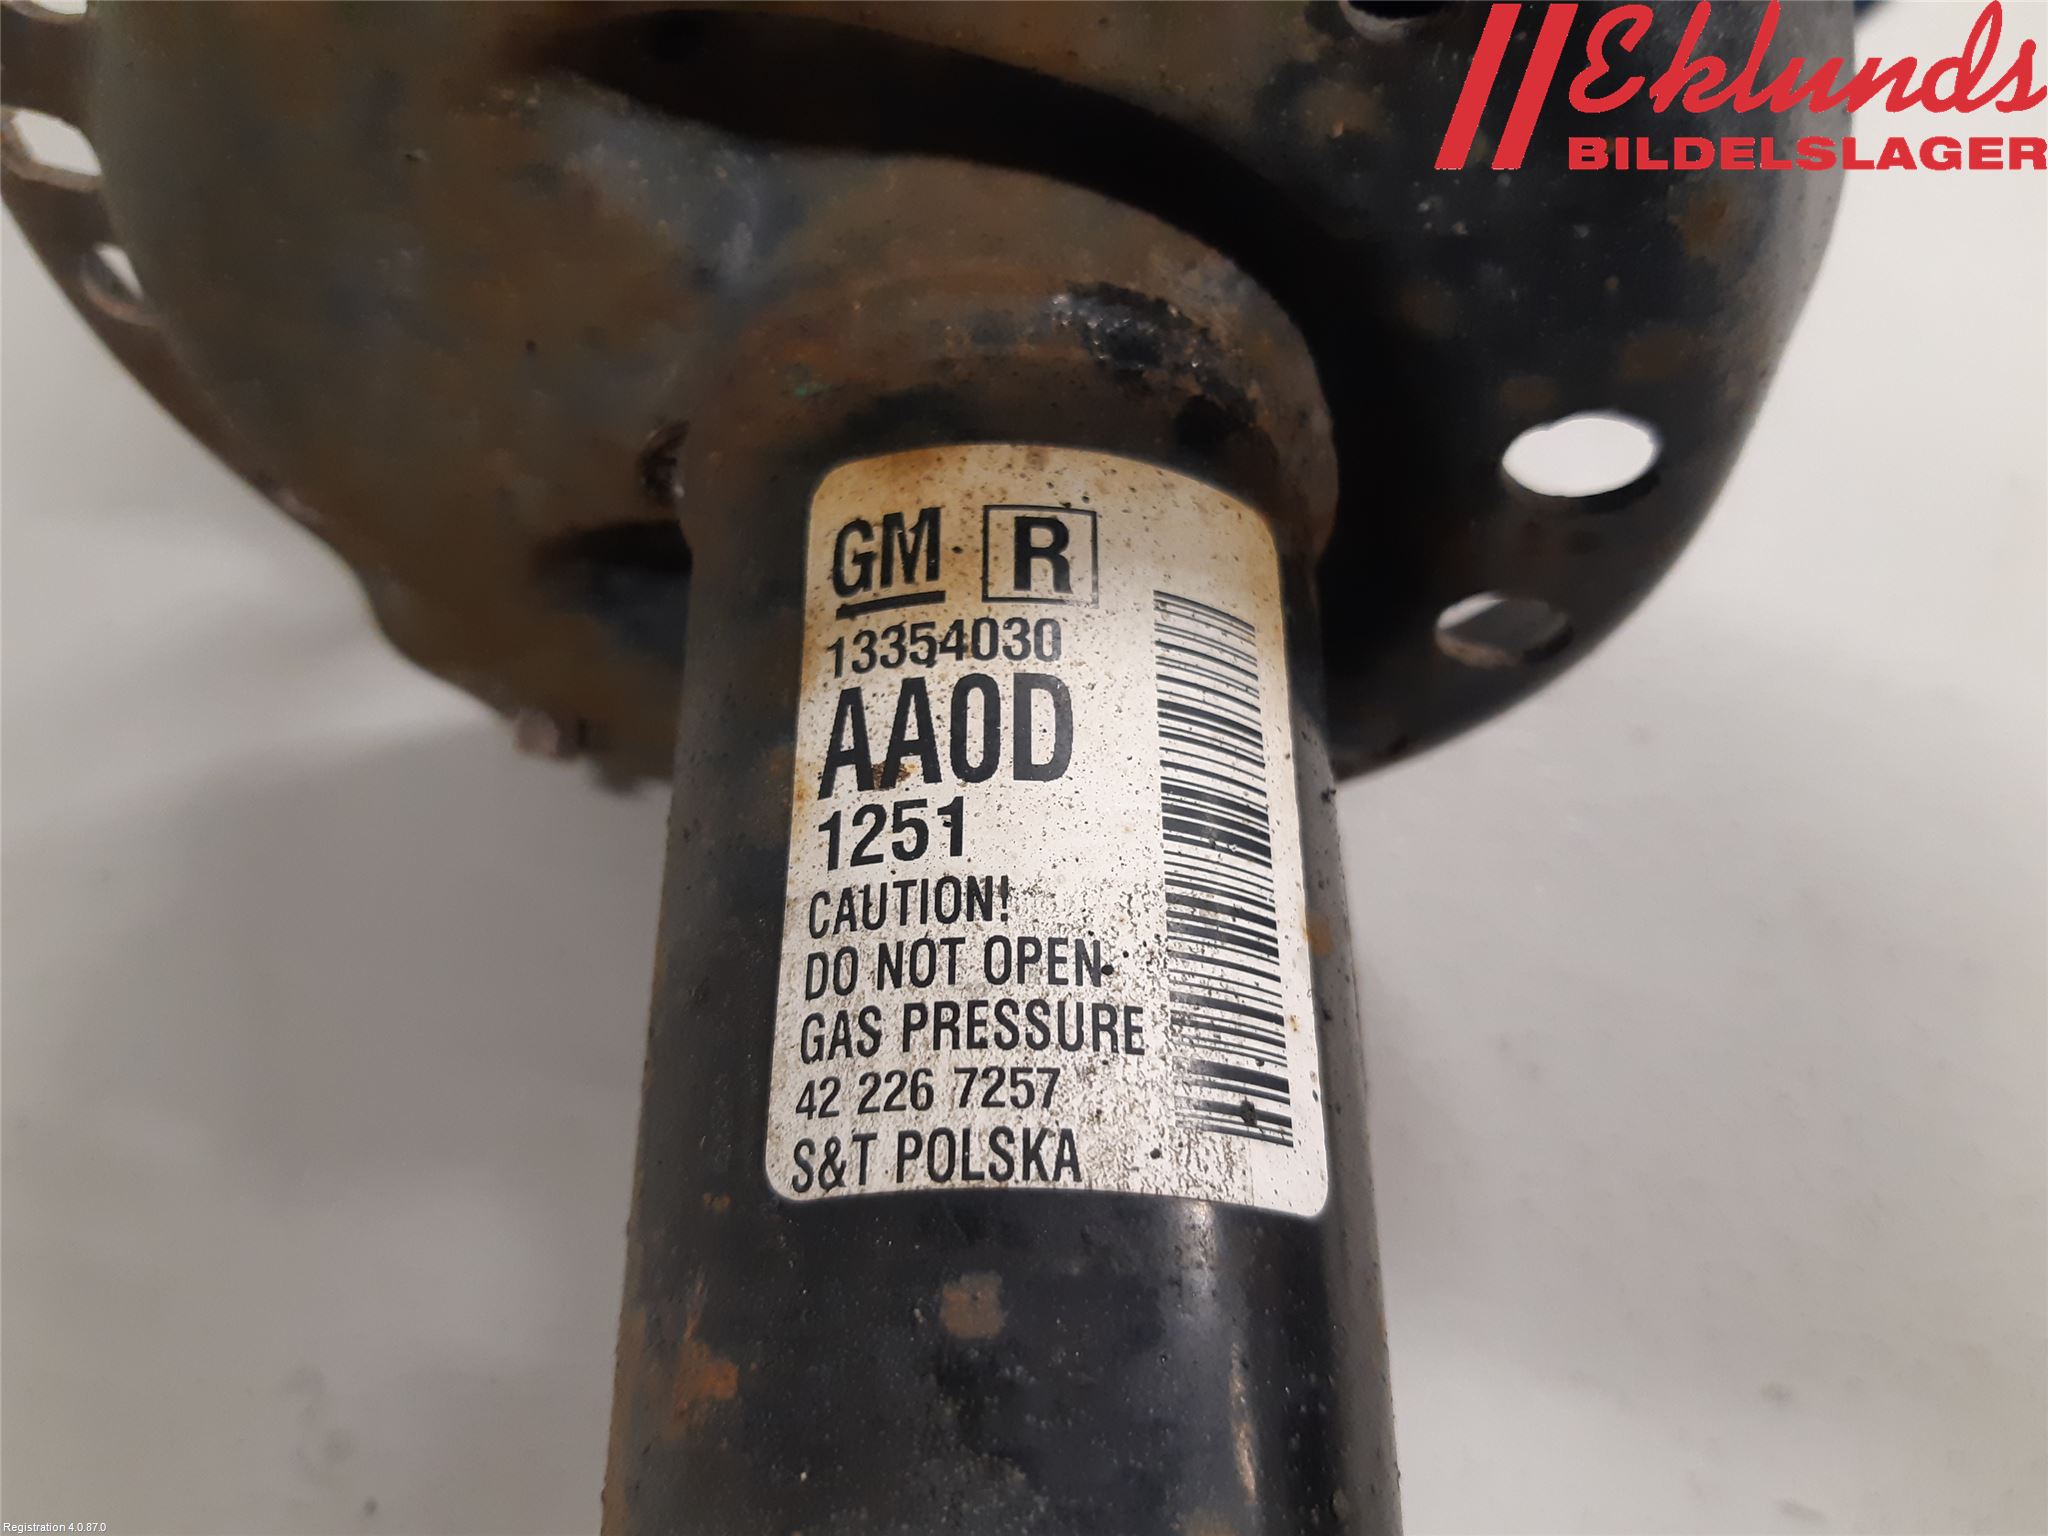 Eklunds
BILDELSLAGER
GM R
13354030
AA0D
1251
CAUTION!
DO NOT OPEN
GAS PRESSURE
42 226 7257
S&T POLSKA
Registration 4.0.87.0